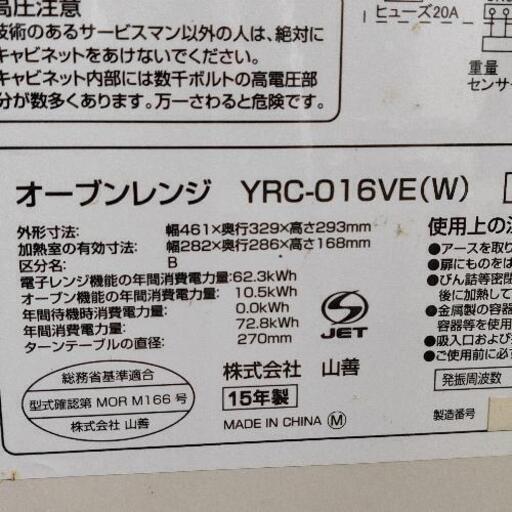 高圧注意
技術のあるサービスマン以外の人は、絶対に
キャビネットをあけないでください。
キャビネット内部には数千ボルトの高電圧部
分が数多くあります。万一さわると危険です。
ヒューズ20A
重量
センサー
オーブンレンジ YRC-016VE(W)
外形寸法: 幅461×奥行329×高さ293mm
加熱室の有効寸法: 幅282×奥行286×高さ168mm
区分名: B
電子レンジ機能の年間消費電力量:62.3kWh
オーブン機能の年間消費電力量: 10.5kWh
年間待機時消費電力量: 0.0kWh
年間消費電力量: 72.8kWh
ターンテーブルの直径: 270mm
S
JET
総務省基準適合
型式確認第 MOR M166 号
株式会社 山善
株式会社 山善
15年製
MADE IN CHINA M
使用上の注
●アースを取り
●扉にものをは
●びん詰等密閉
後に加熱して
●金属製の容器
容器等を使用
●吸入口および
●ご使用前に必ず
発振周波数
製造番号